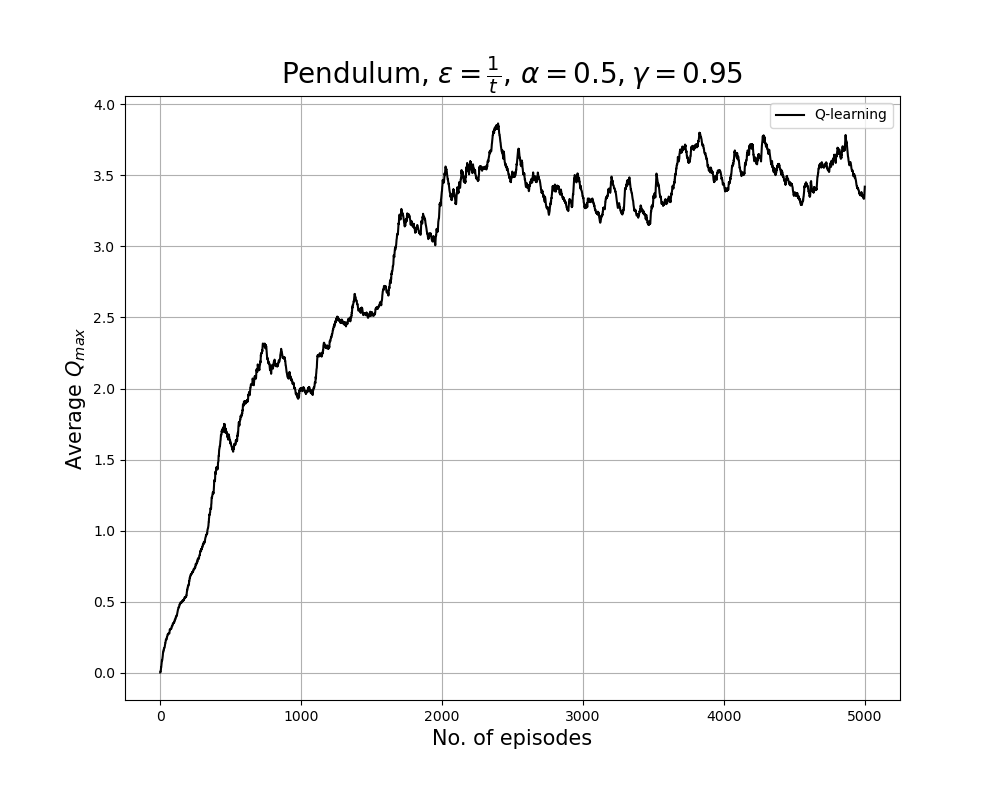 Pendulum, ε = 1/t, α = 0.5, γ = 0.95
Q-learning
Average Qmax
4.0
3.5
3.0
2.5
2.0
1.5
1.0
0.5
0.0
0 1000 2000 3000 4000 5000
No. of episodes